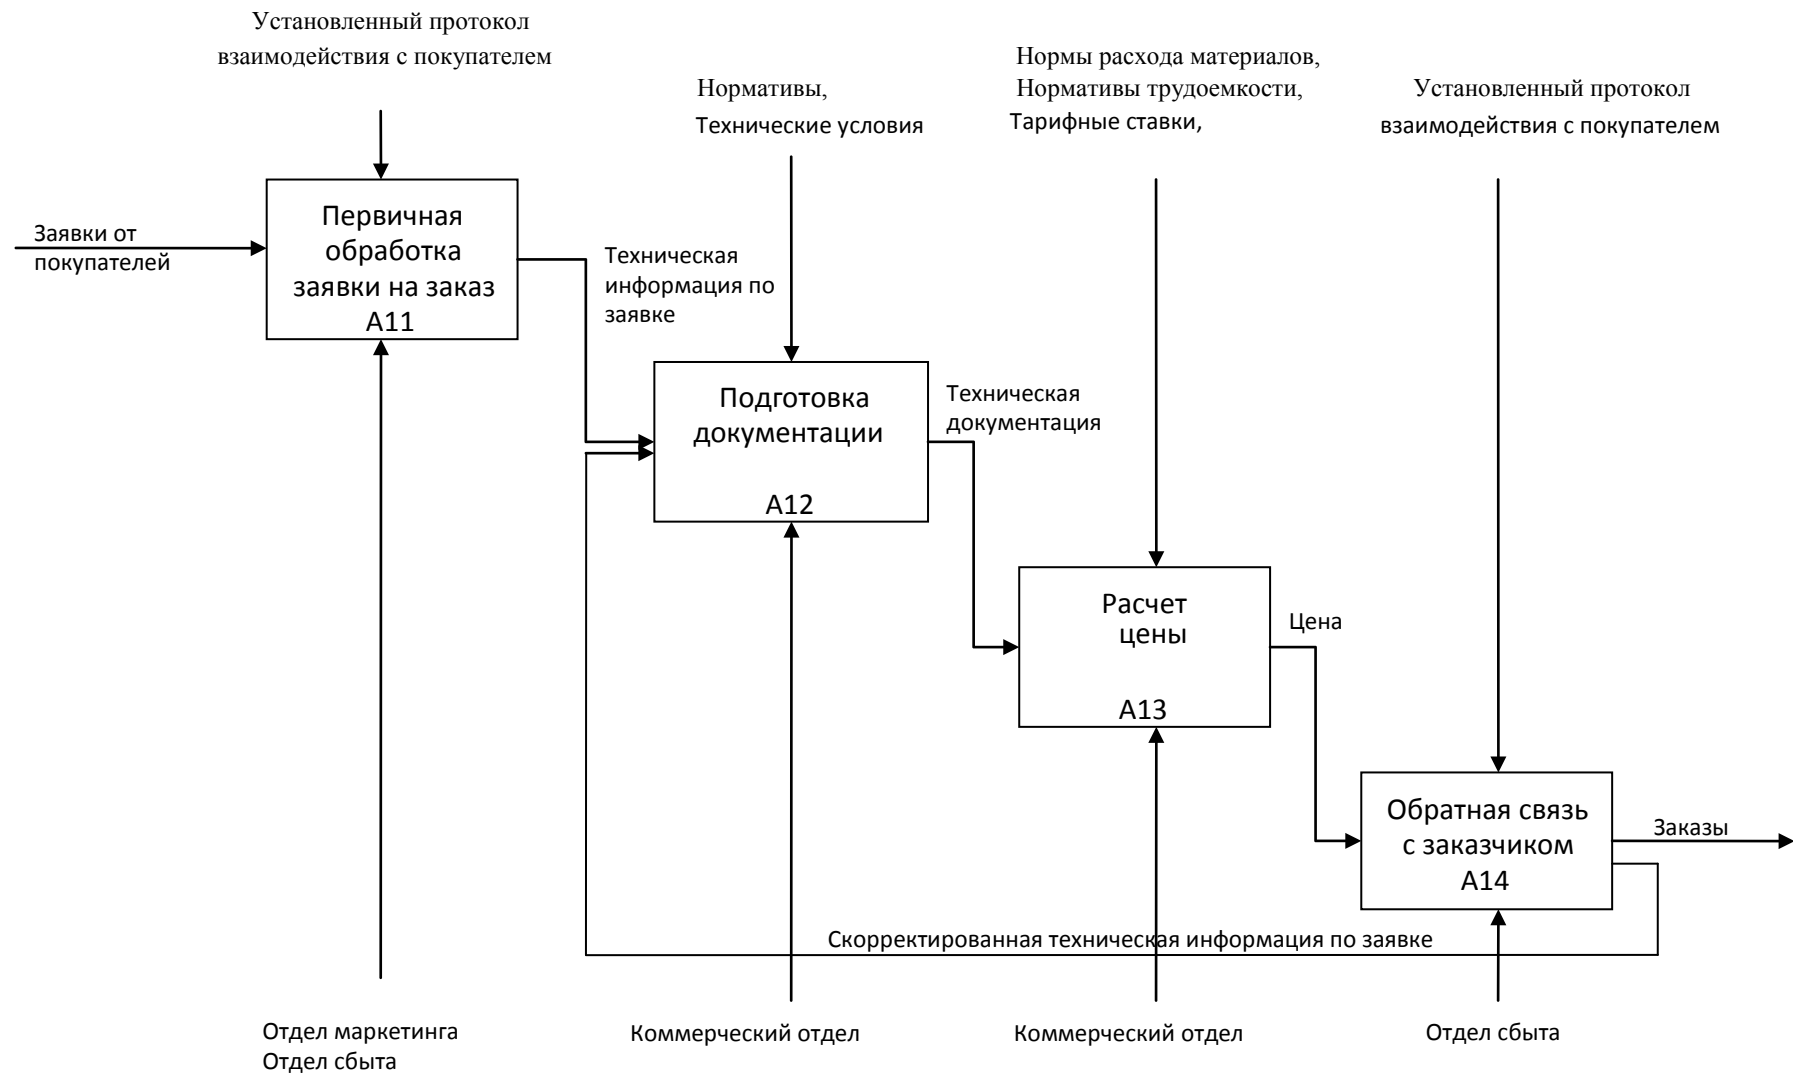 Установленный протокол
взаимодействия с покупателем
Нормативы,
Технические условия
Нормы расхода материалов,
Нормативы трудоемкости,
Тарифные ставки,
Установленный протокол
взаимодействия с покупателем
Заявки от
покупателей
Первичная
обработка
заявки на заказ
А11
Техническая
информация по
заявке
Подготовка
документации
А12
Техническая
документация
Расчет
цены
А13
Цена
Обратная связь
с заказчиком
А14
Заказы
Скорректированная техническая информация по заявке
Отдел маркетинга
Отдел сбыта
Коммерческий отдел
Коммерческий отдел
Отдел сбыта